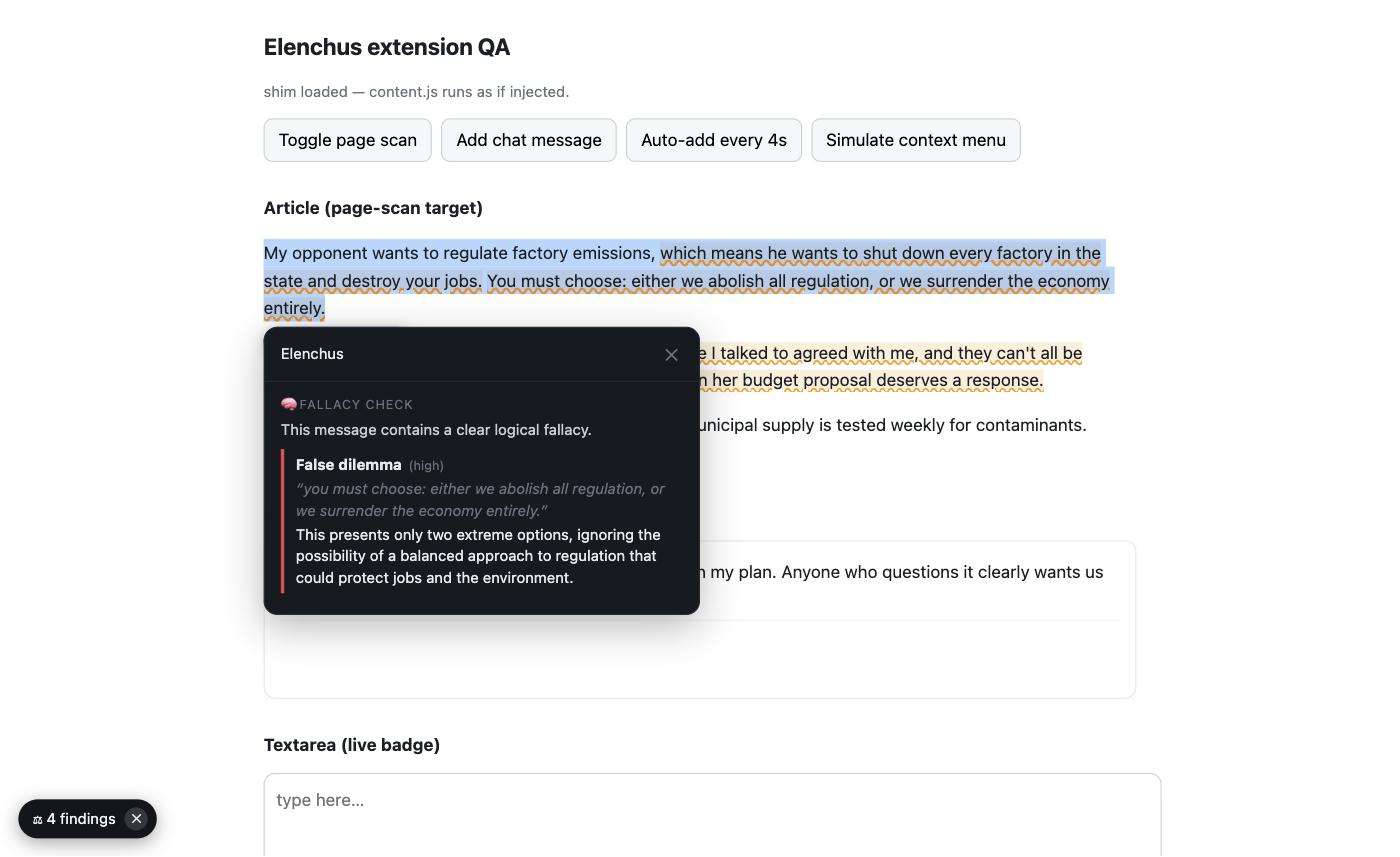 Elenchus extension QA
shim loaded — content.js runs as if injected.
Toggle page scan
Add chat message
Auto-add every 4s
Simulate context menu
Article (page-scan target)
My opponent wants to regulate factory emissions, which means he wants to shut down every factory in the
state and destroy your jobs. You must choose: either we abolish all regulation, or we surrender the economy
entirely.
I talked to agreed with me, and they can't all be
her budget proposal deserves a response.
supply is tested weekly for contaminants.
my plan. Anyone who questions it clearly wants us
Elenchus
🧠FALLACY CHECK
This message contains a clear logical fallacy.
False dilemma (high)
“you must choose: either we abolish all regulation, or
we surrender the economy entirely.”
This presents only two extreme options, ignoring the
possibility of a balanced approach to regulation that
could protect jobs and the environment.
Textarea (live badge)
type here...
⚖ 4 findings ✕